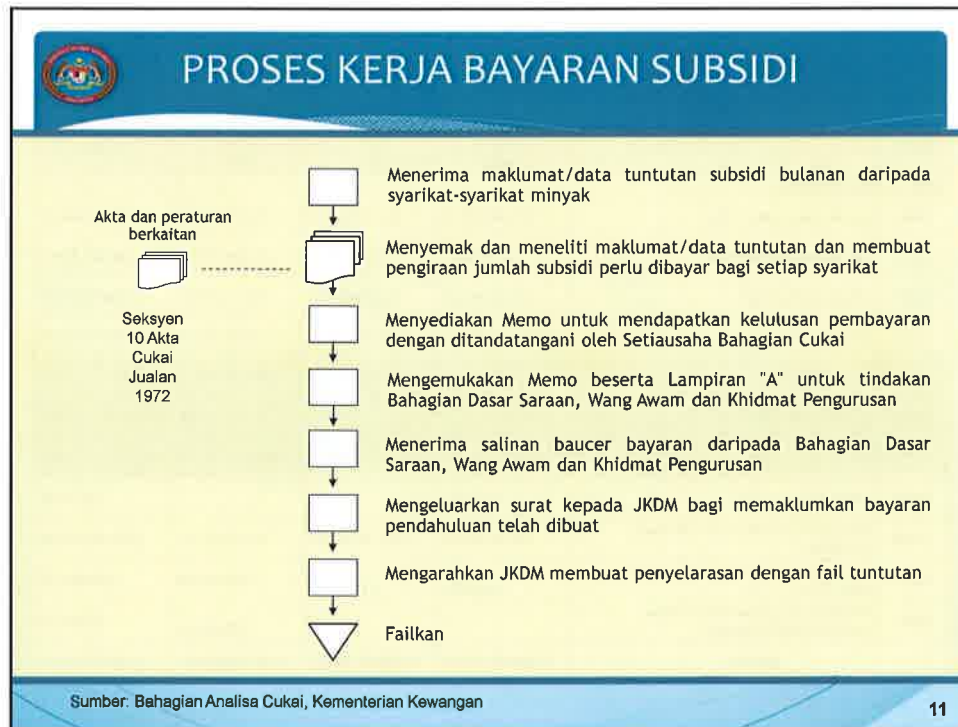 PROSES KERJA BAYARAN SUBSIDI
Menerima maklumat/data tuntutan subsidi bulanan daripada
syarikat-syarikat minyak
Akta dan peraturan
berkaitan
Seksyen
10 Akta
Cukai
Jualan
1972
Menyemak dan meneliti maklumat/data tuntutan dan membuat
pengiraan jumlah subsidi perlu dibayar bagi setiap syarikat
Menyediakan Memo untuk mendapatkan kelulusan pembayaran
dengan ditandatangani oleh Setiausaha Bahagian Cukai
Mengemukakan Memo beserta Lampiran "A" untuk tindakan
Bahagian Dasar Saraan, Wang Awam dan Khidmat Pengurusan
Menerima salinan baucer bayaran daripada Bahagian Dasar
Saraan, Wang Awam dan Khidmat Pengurusan
Mengeluarkan surat kepada JKDM bagi memaklumkan bayaran
pendahuluan telah dibuat
Mengarahkan JKDM membuat penyelarasan dengan fail tuntutan
Failkan
Sumber: Bahagian Analisa Cukai, Kementerian Kewangan
11